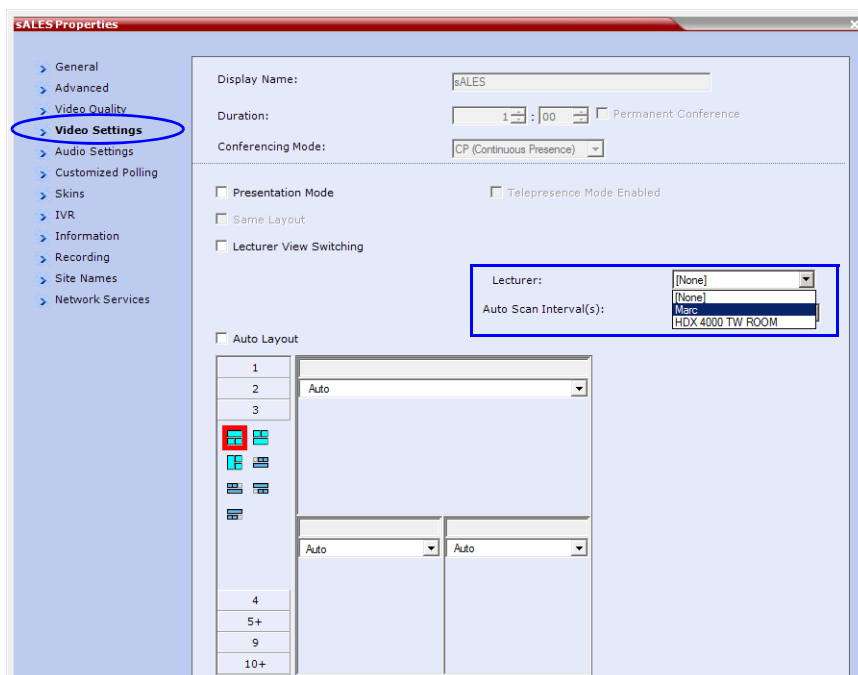 sALES Properties
General
Advanced
Video Quality
Video Settings
Audio Settings
Customized Polling
Skins
IVR
Information
Recording
Site Names
Network Services
Display Name: sALES
Duration: 1 : 00 Permanent Conference
Conferencing Mode: CP (Continuous Presence)
Presentation Mode Telepresence Mode Enabled
Same Layout
Lecturer View Switching
Lecturer: [None]
[None]
Auto Scan Interval(s): Marc
HDX 4000 TW ROOM
Auto Layout
1
2 Auto
3
Auto Auto
4
5+
9
10+